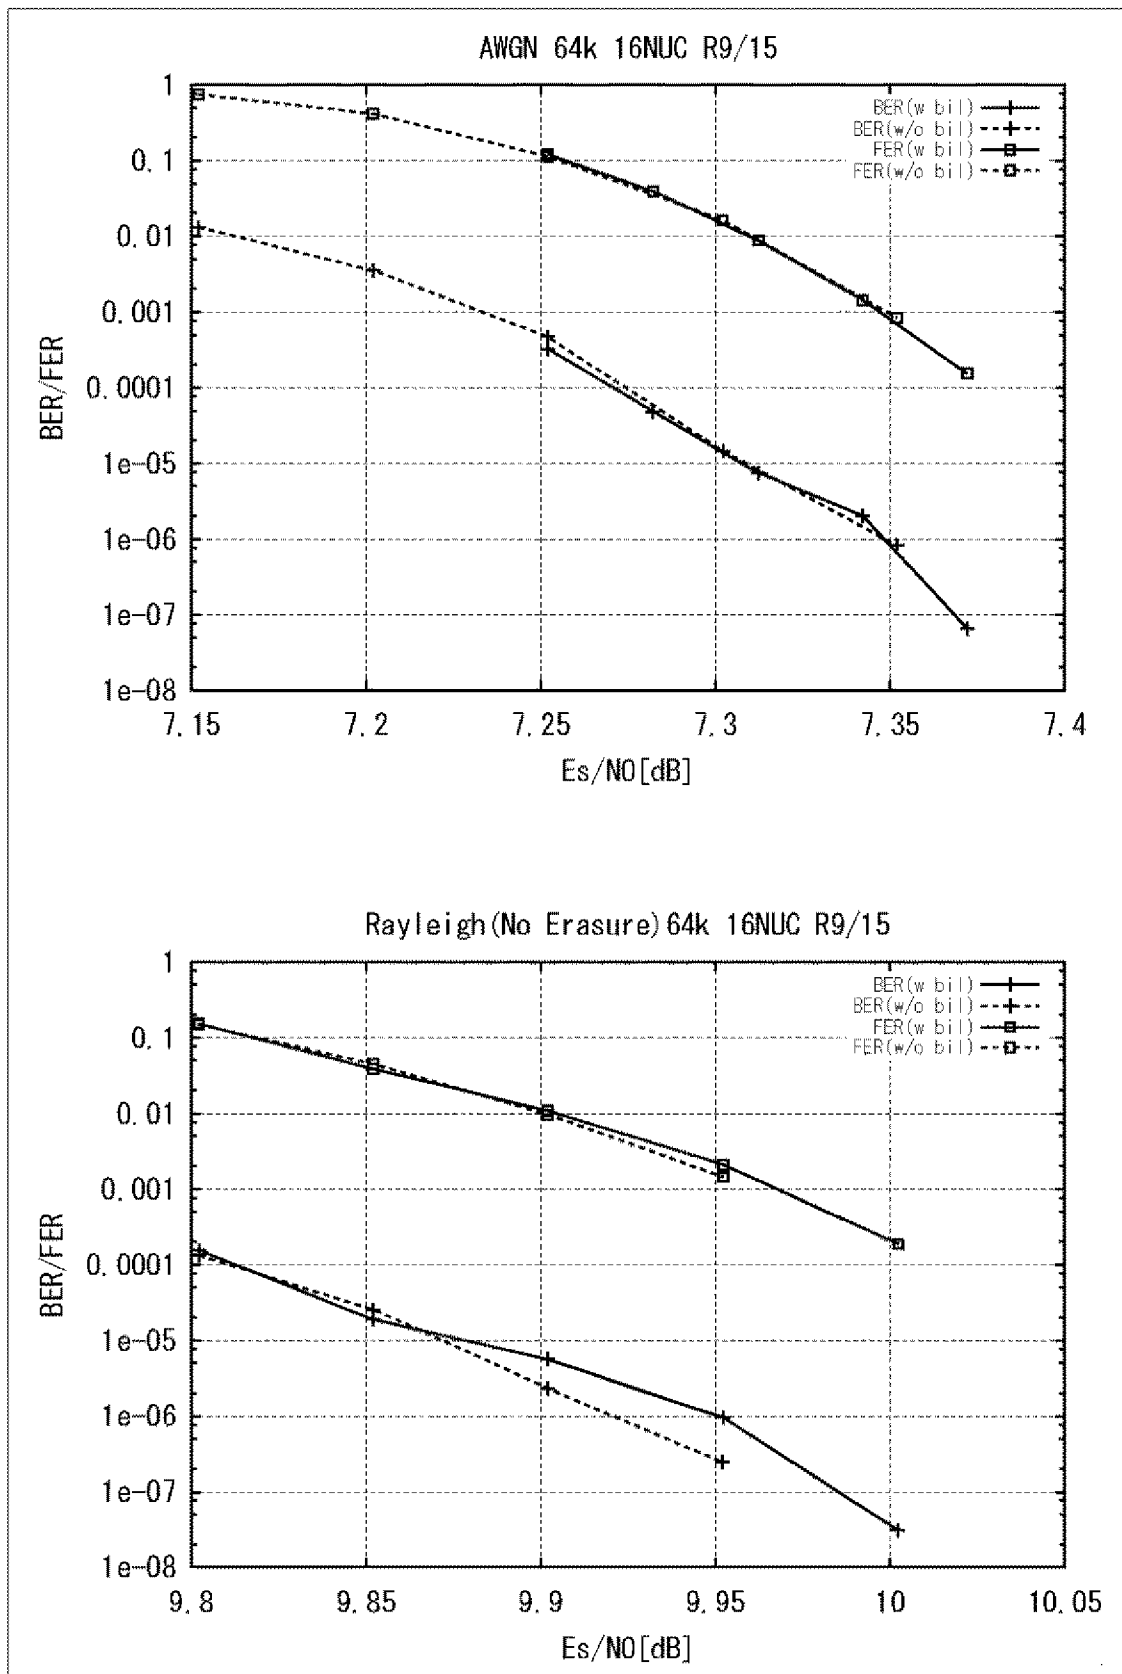 AWGN 64k 16NUC R9/15
1
0.1
0.01
0.001
0.0001
1e-05
1e-06
1e-07
1e-08
BER/FER
BER(w bil)
BER(w/o bil)
FER(w bil)
FER(w/o bil)
7.15 7.2 7.25 7.3 7.35 7.4
Es/N0[dB]
Rayleigh(No Erasure)64k 16NUC R9/15
1
0.1
0.01
0.001
0.0001
1e-05
1e-06
1e-07
1e-08
BER/FER
BER(w bil)
BER(w/o bil)
FER(w bil)
FER(w/o bil)
9.8 9.85 9.9 9.95 10 10.05
Es/N0[dB]